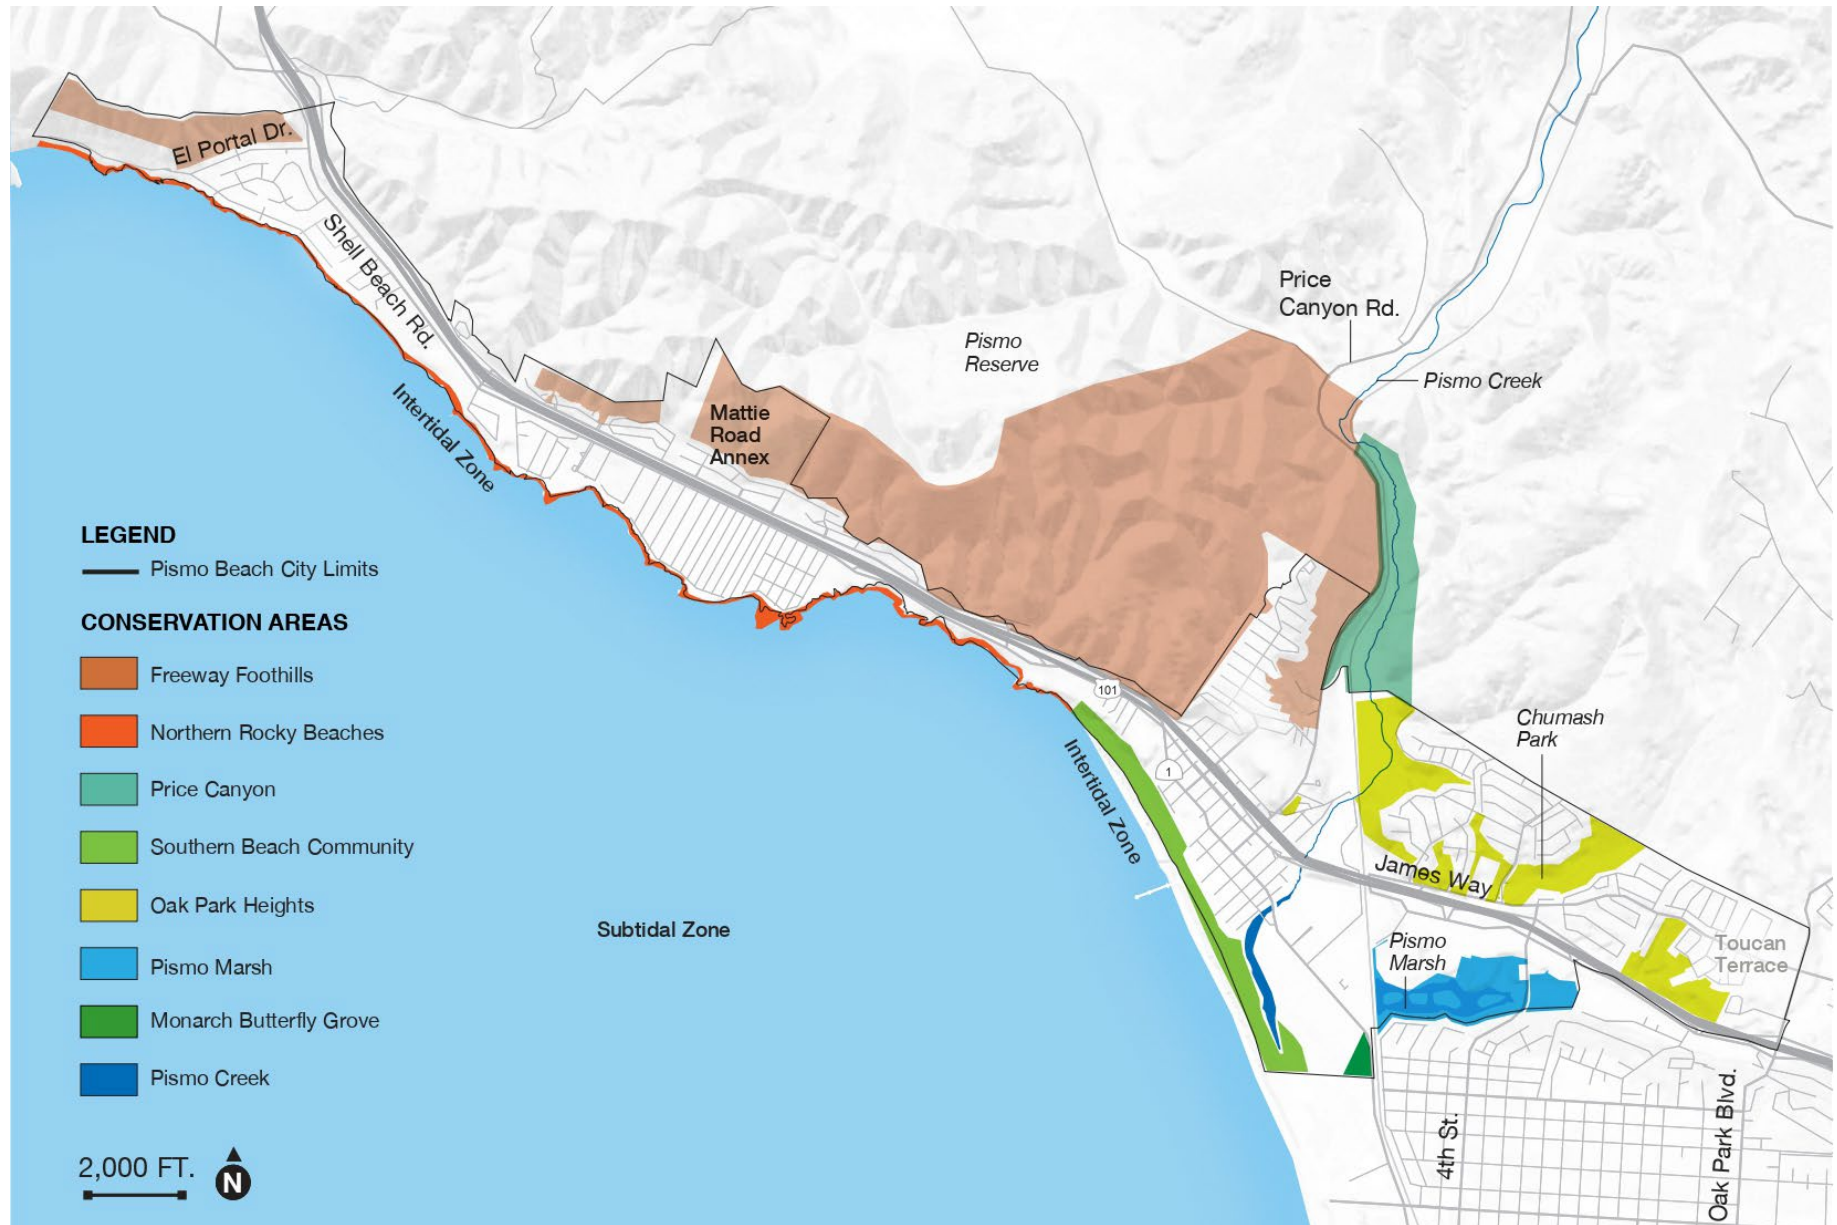 El Portal Dr.
Shell Beach Rd.
Price
Canyon Rd.
Pismo
Reserve
Pismo Creek
Intertidal Zone
Mattie
Road
Annex
LEGEND
Pismo Beach City Limits
CONSERVATION AREAS
Freeway Foothills
Northern Rocky Beaches
Price Canyon
Southern Beach Community
Oak Park Heights
Pismo Marsh
Monarch Butterfly Grove
Pismo Creek
2,000 FT.
N
101
1
Intertidal Zone
Chumash
Park
James Way
Subtidal Zone
Pismo
Marsh
Toucan
Terrace
4th St.
Oak Park Blvd.